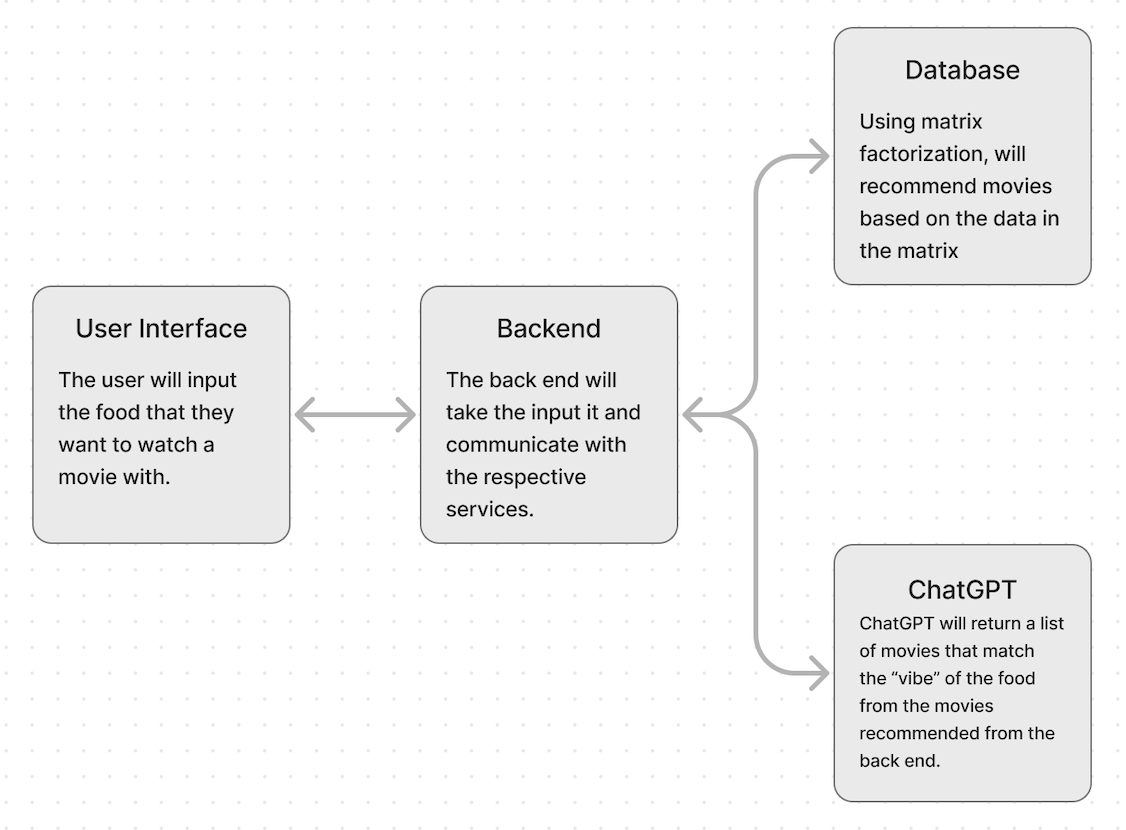 User Interface
The user will input
the food that they
want to watch a
movie with.
Backend
The back end will
take the input it and
communicate with
the respective
services.
Database
Using matrix
factorization, will
recommend movies
based on the data in
the matrix
ChatGPT
ChatGPT will return a list
of movies that match
the “vibe” of the food
from the movies
recommended from the
back end.